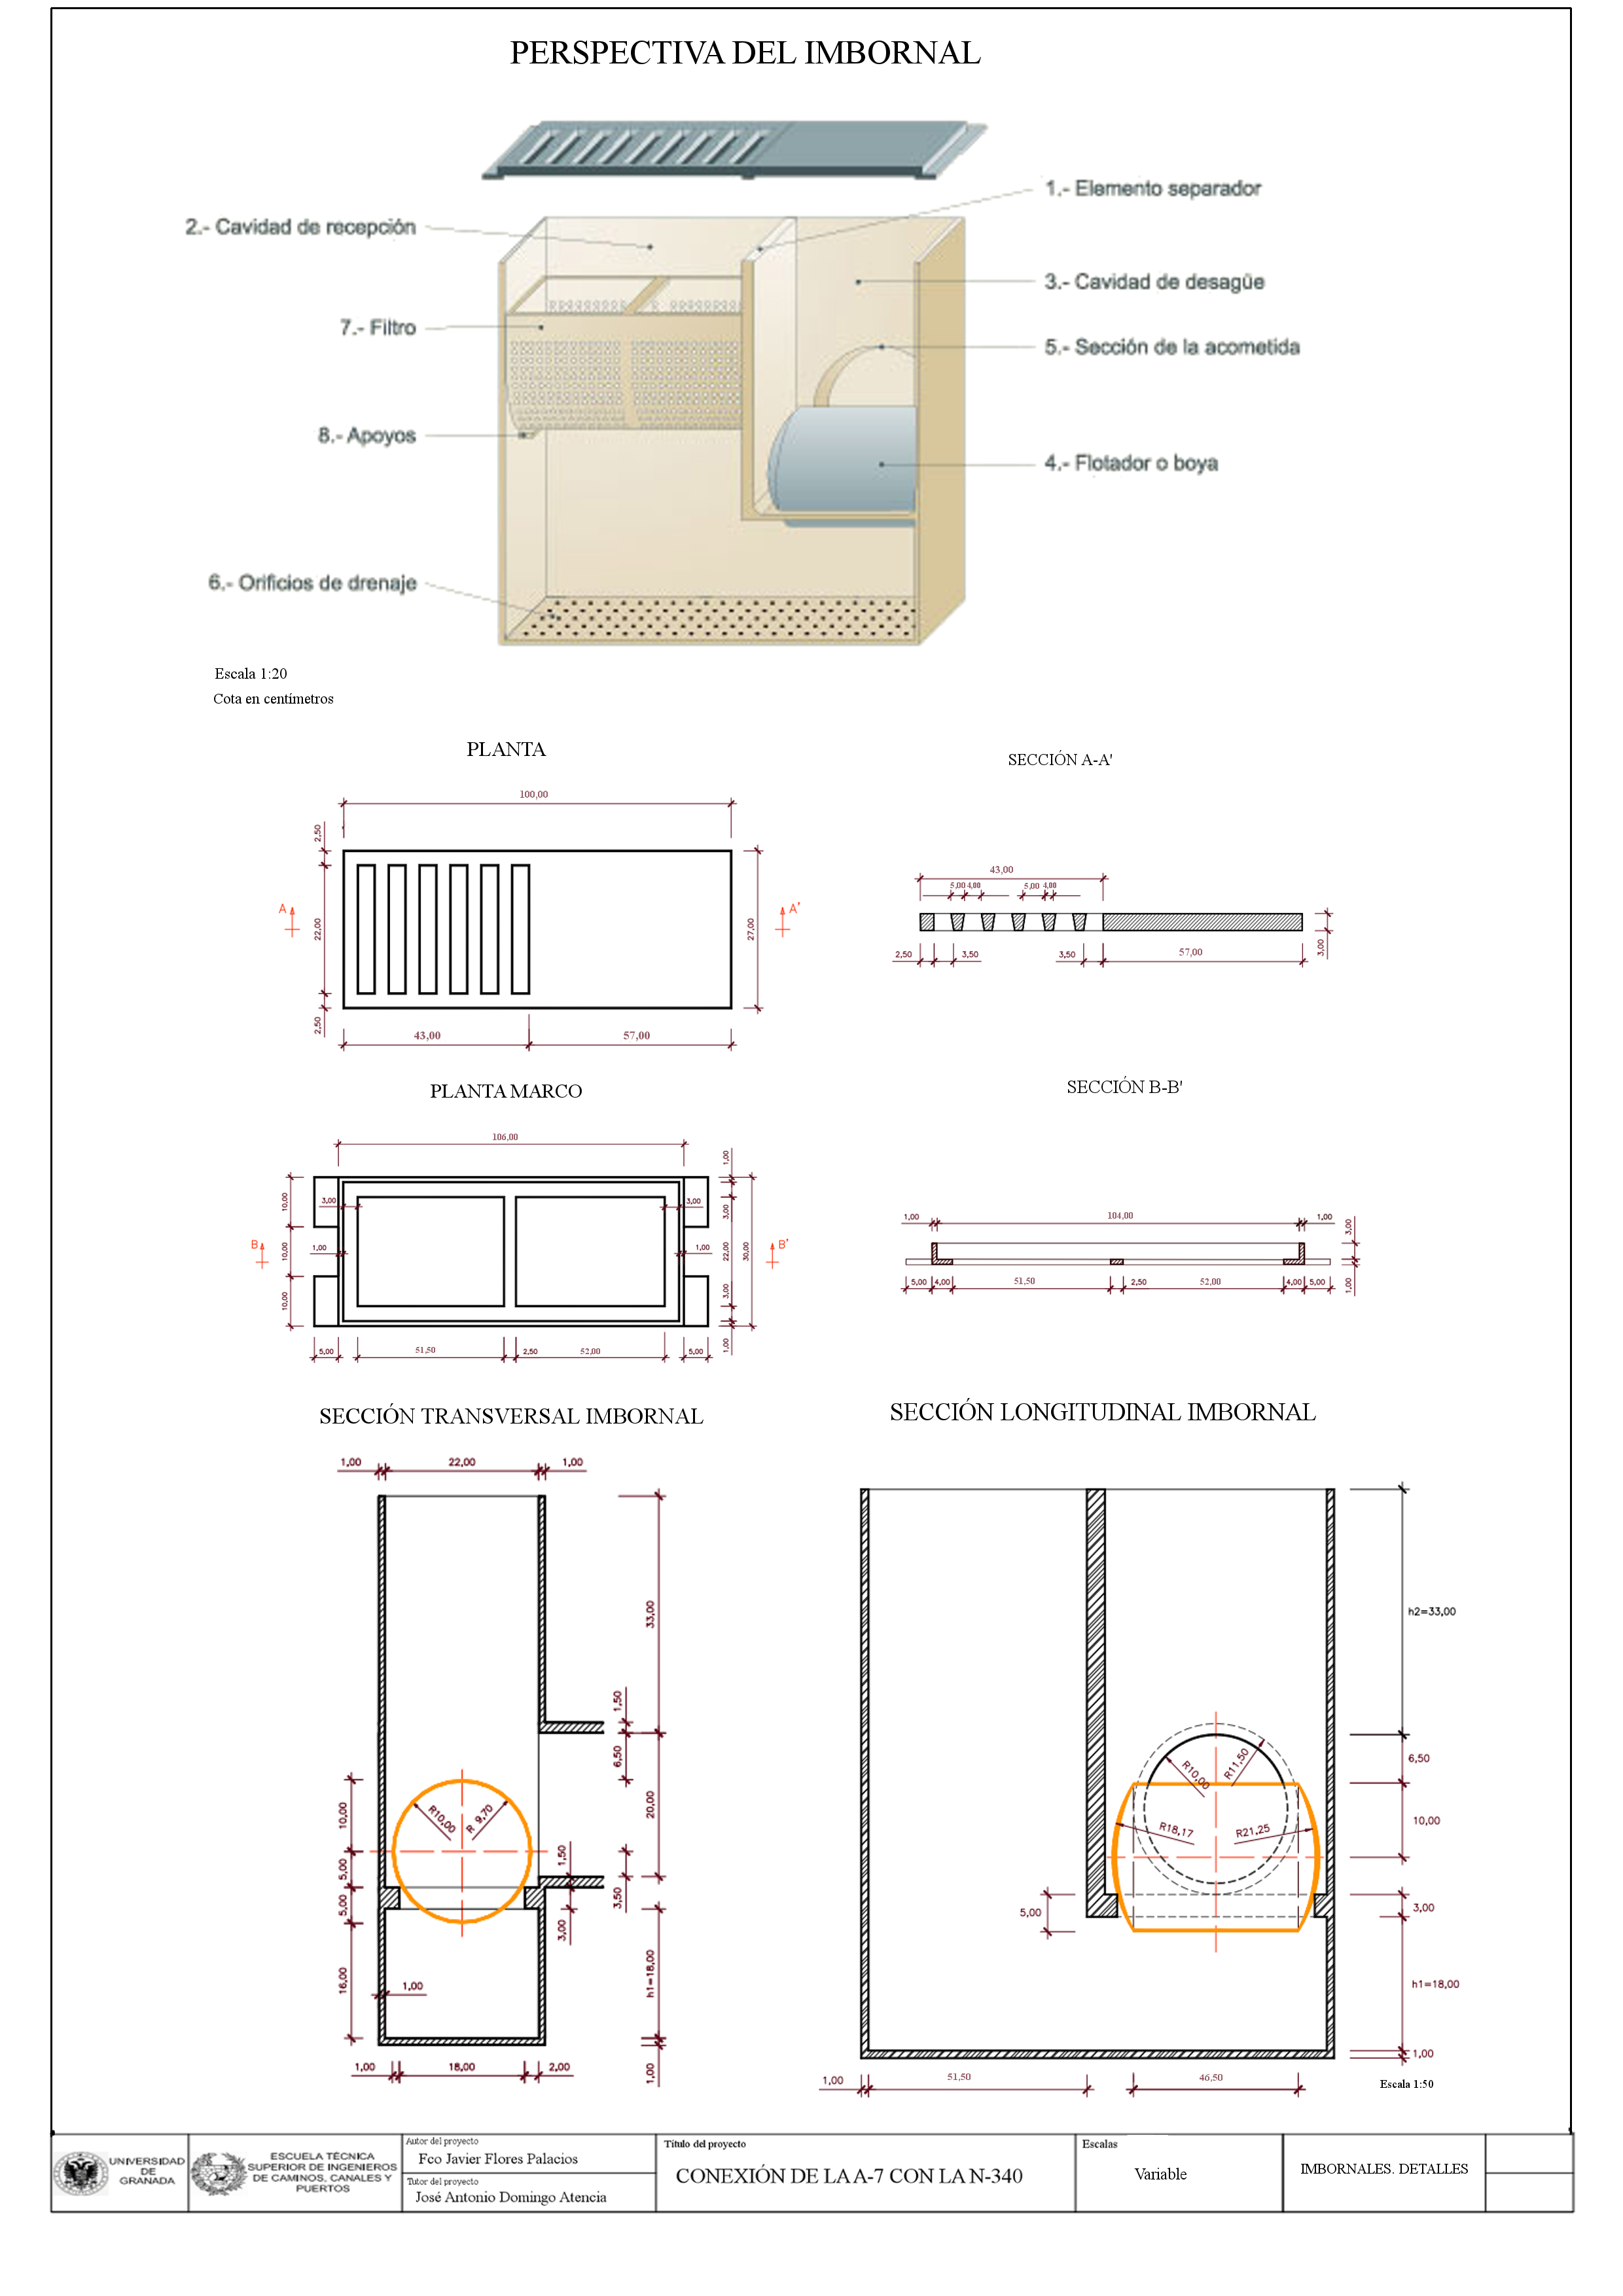 PERSPECTIVA DEL IMBORNAL
1.- Elemento separador
2.- Cavidad de recepción
3.- Cavidad de desagüe
7.- Filtro
5.- Sección de la acometida
8.- Apoyos
4.- Flotador o boya
6.- Orificios de drenaje
Escala 1:20
Cota en centímetros
PLANTA
100,00
2,50
22,00
2,50
27,00
A
A'
43,00
57,00
SECCIÓN A-A'
43,00
5,00 4,00
5,00 4,00
2,50
3,50
3,50
57,00
3,00
PLANTA MARCO
106,00
10,00
10,00
10,00
3,00
3,00
1,00
1,00
B
B'
1,00
3,00
22,00
3,00
1,00
30,00
5,00
51,50
2,50
52,00
5,00
SECCIÓN B-B'
1,00
104,00
1,00
3,00
1,00
5,00
4,00
51,50
2,50
52,00
4,00
5,00
SECCIÓN TRANSVERSAL IMBORNAL
1,00
22,00
1,00
33,00
1,50
6,50
20,00
10,00
R10,00
R 9,70
5,00
1,50
3,50
5,00
3,00
16,00
1,00
h1=18,00
1,00
18,00
2,00
1,00
SECCIÓN LONGITUDINAL IMBORNAL
h2=33,00
6,50
R10,00
R11,50
10,00
R18,17
R21,25
5,00
3,00
h1=18,00
1,00
1,00
51,50
46,50
Escala 1:50
UNIVERSIDAD
DE
GRANADA
ESCUELA TÉCNICA
SUPERIOR DE INGENIEROS
DE CAMINOS, CANALES Y
PUERTOS
Autor del proyecto
Fco Javier Flores Palacios
Tutor del proyecto
José Antonio Domingo Atencia
Título del proyecto
CONEXIÓN DE LA A-7 CON LA N-340
Escalas
Variable
IMBORNALES. DETALLES